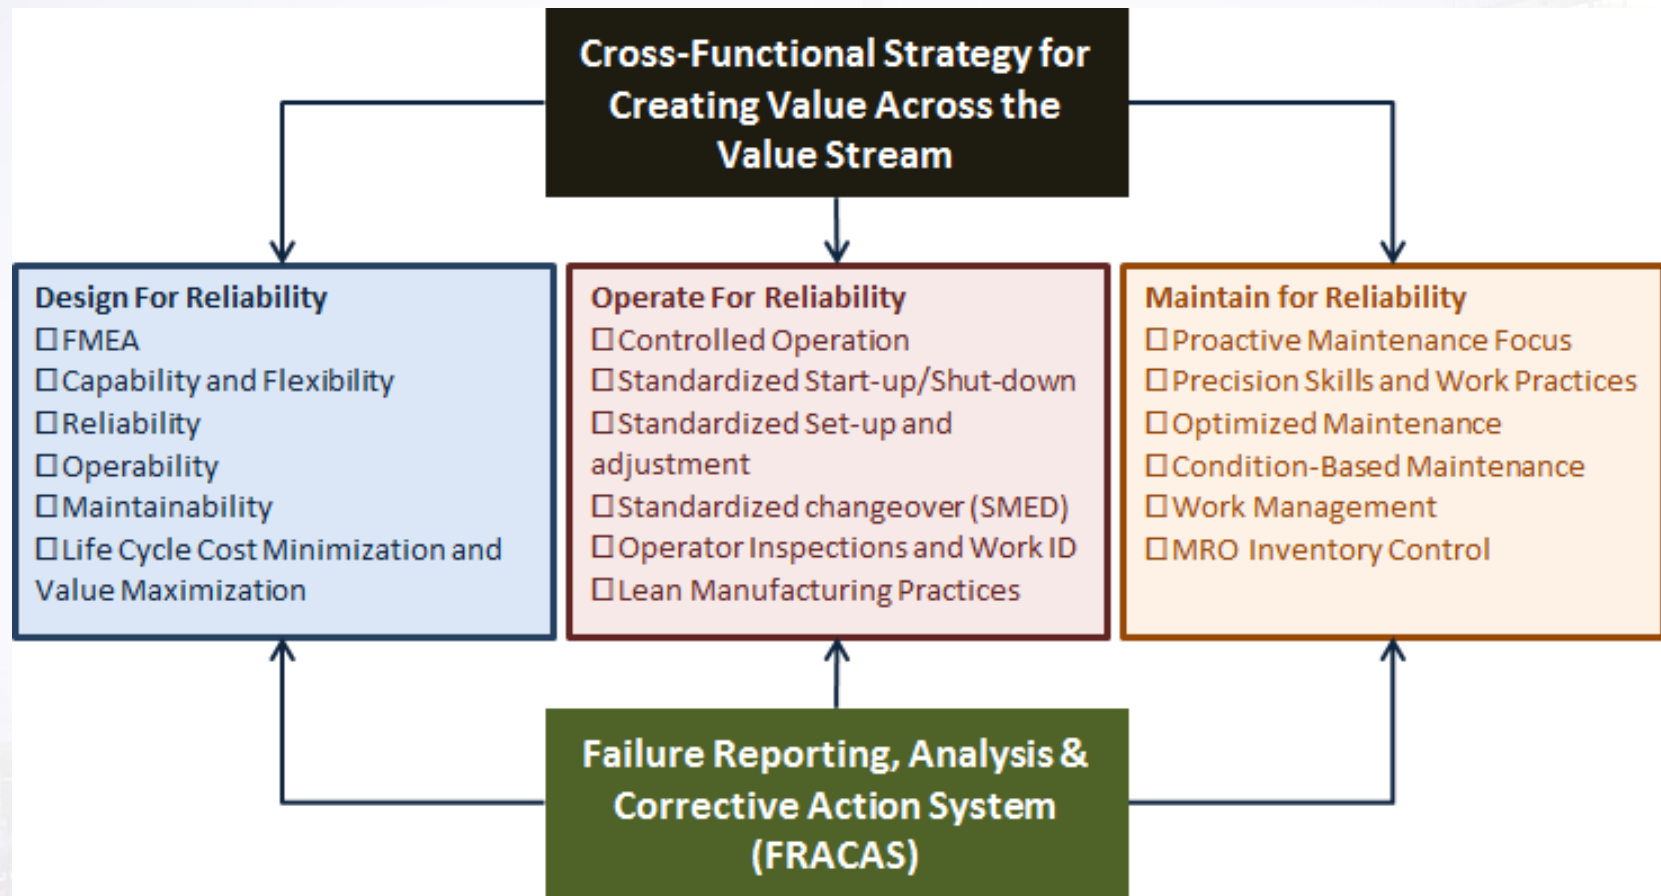 Cross-Functional Strategy for
Creating Value Across the
Value Stream
Design For Reliability
☐FMEA
☐Capability and Flexibility
☐Reliability
☐Operability
☐Maintainability
☐Life Cycle Cost Minimization and
Value Maximization
Operate For Reliability
☐Controlled Operation
☐Standardized Start-up/Shut-down
☐Standardized Set-up and
adjustment
☐Standardized changeover (SMED)
☐Operator Inspections and Work ID
☐Lean Manufacturing Practices
Maintain for Reliability
☐Proactive Maintenance Focus
☐Precision Skills and Work Practices
☐Optimized Maintenance
☐Condition-Based Maintenance
☐Work Management
☐MRO Inventory Control
Failure Reporting, Analysis &
Corrective Action System
(FRACAS)